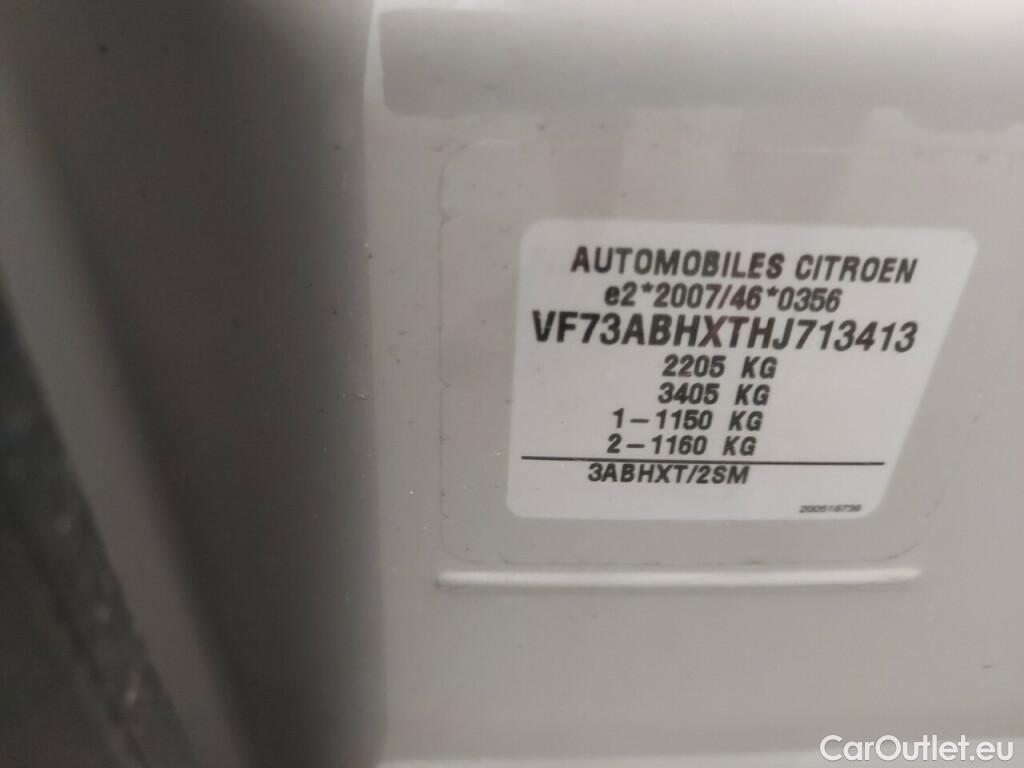 AUTOMOBILES CITROEN
e2*2007/46*0356
VF73ABHXTHJ713413
2205 KG
3405 KG
1-1150 KG
2-1160 KG
3ABHXT/2SM
CarOutlet.eu